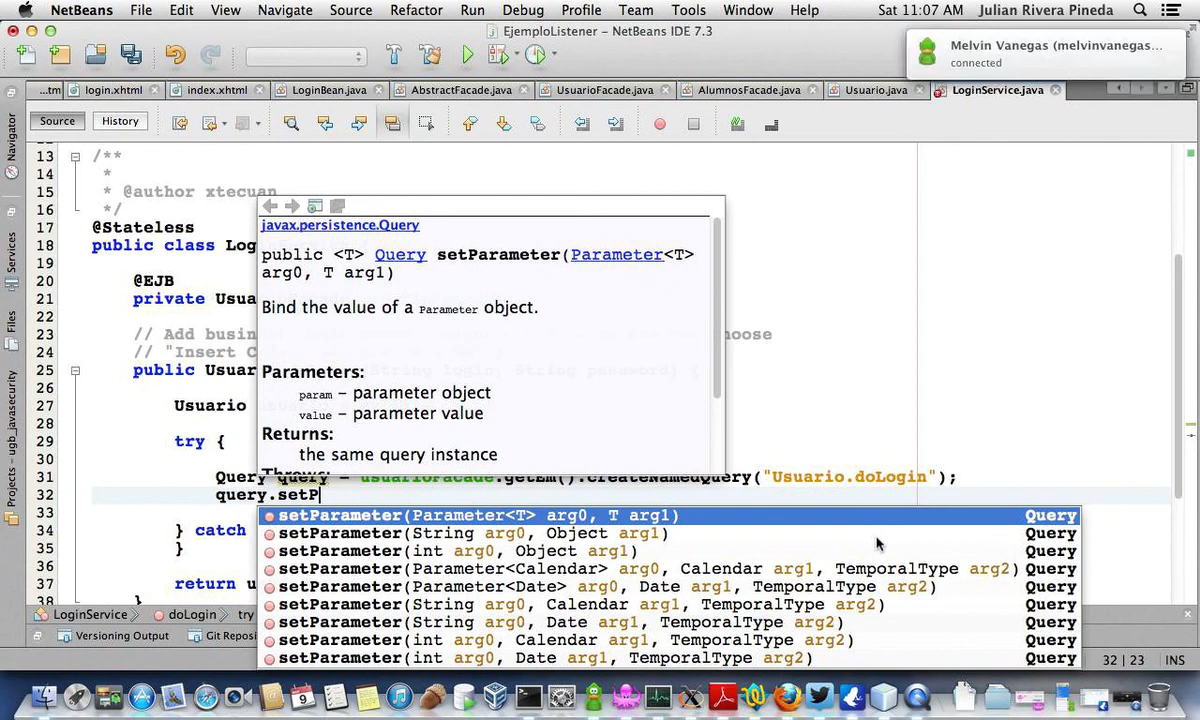 NetBeans File Edit View Navigate Source Refactor Run Debug Profile Team Tools Window Help Sat 11:07 AM Julian Rivera Pineda
EjemploListener - NetBeans IDE 7.3
Melvin Vanegas (melvinvanegas...
connected
...tm login.xhtml index.xhtml LoginBean.java AbstractFacade.java UsuarioFacade.java AlumnosFacade.java Usuario.java LoginService.java
Source History
Navigator
Services
Files
Projects - ugb_javasecurity
13 /**
14 *
15 * @author xtecuan
16 */
17 @Stateless
18 public class Log
19
20 @EJB
21 private Usua
22
23 // Add busin hoose
24 // "Insert C
25 public Usuar (String login, String password) {
26
27 Usuario
28
29 try {
30
31 Query query = usuarioFacade.getEm().createNamedQuery("Usuario.doLogin");
32 query.setP
33
34 } catch
35 }
36
37 return u
38 }
javax.persistence.Query
public <T> Query setParameter(Parameter<T>
arg0, T arg1)
Bind the value of a Parameter object.
Parameters:
param - parameter object
value - parameter value
Returns:
the same query instance
Throws:
setParameter(Parameter<T> arg0, T arg1) Query
setParameter(String arg0, Object arg1) Query
setParameter(int arg0, Object arg1) Query
setParameter(Parameter<Calendar> arg0, Calendar arg1, TemporalType arg2) Query
setParameter(Parameter<Date> arg0, Date arg1, TemporalType arg2) Query
setParameter(String arg0, Calendar arg1, TemporalType arg2) Query
setParameter(String arg0, Date arg1, TemporalType arg2) Query
setParameter(int arg0, Calendar arg1, TemporalType arg2) Query
setParameter(int arg0, Date arg1, TemporalType arg2) Query
LoginService doLogin try
Versioning Output Git Reposi
32 | 23 INS
9